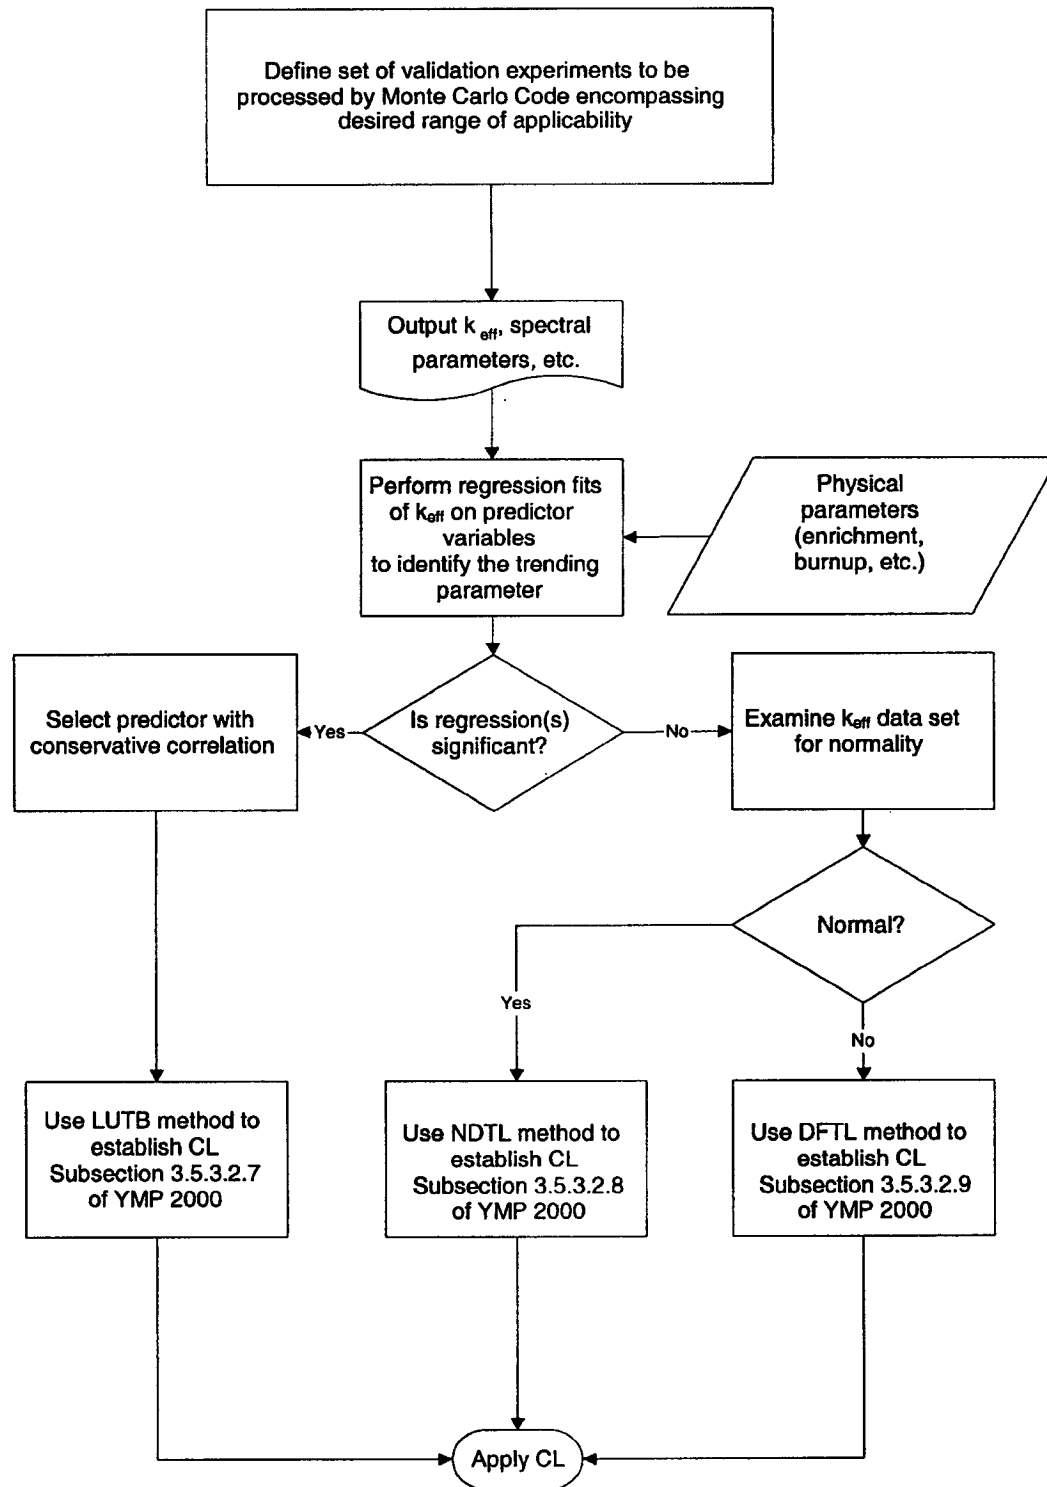 Define set of validation experiments to be
processed by Monte Carlo Code encompassing
desired range of applicability
Output k eff, spectral
parameters, etc.
Perform regression fits
of keff on predictor
variables
to identify the trending
parameter
Physical
parameters
(enrichment,
burnup, etc.)
Select predictor with
conservative correlation
Yes
Is regression(s)
significant?
No
Examine keff data set
for normality
Normal?
Yes
No
Use LUTB method to
establish CL
Subsection 3.5.3.2.7
of YMP 2000
Use NDTL method to
establish CL
Subsection 3.5.3.2.8
of YMP 2000
Use DFTL method to
establish CL
Subsection 3.5.3.2.9
of YMP 2000
Apply CL